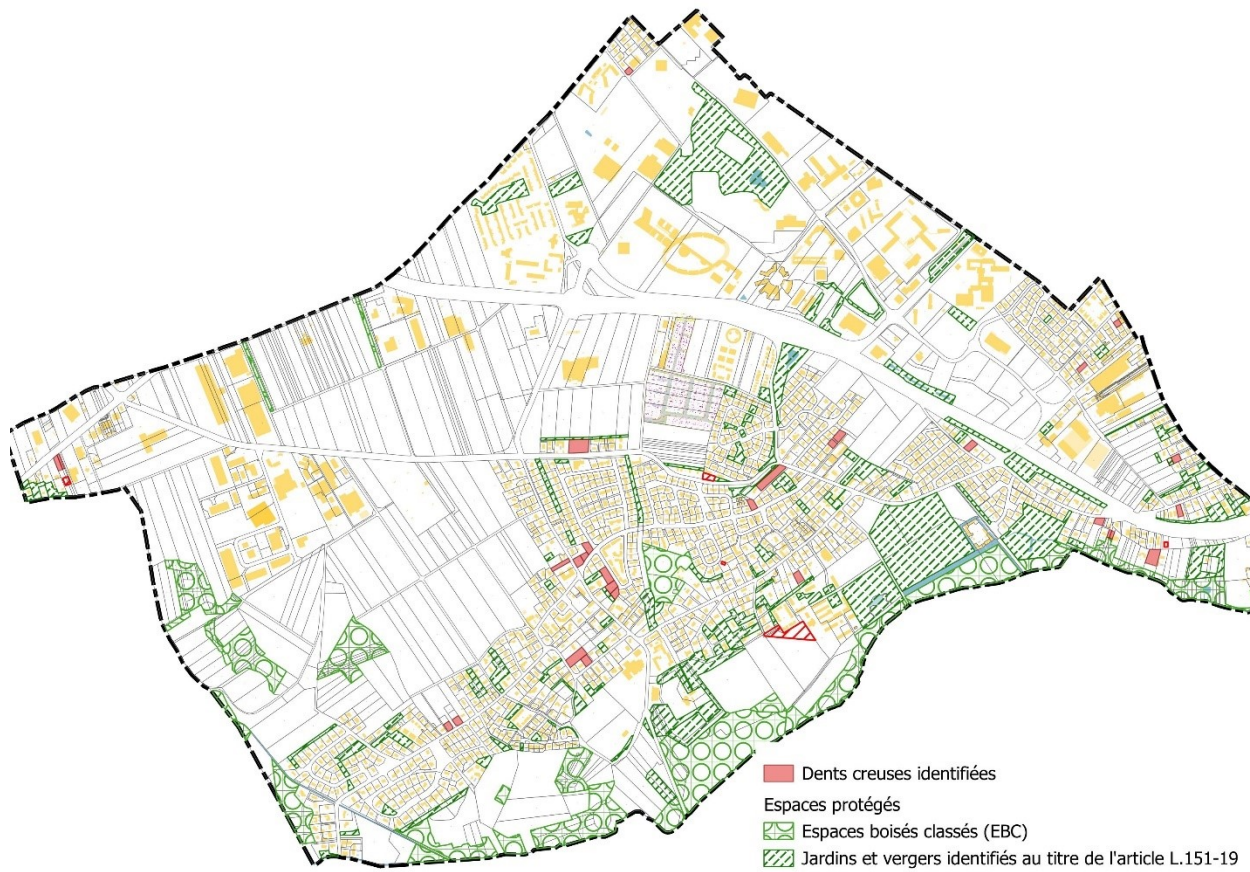 Dents creuses identifiées
Espaces protégés
Espaces boisés classés (EBC)
Jardins et vergers identifiés au titre de l'article L.151-19